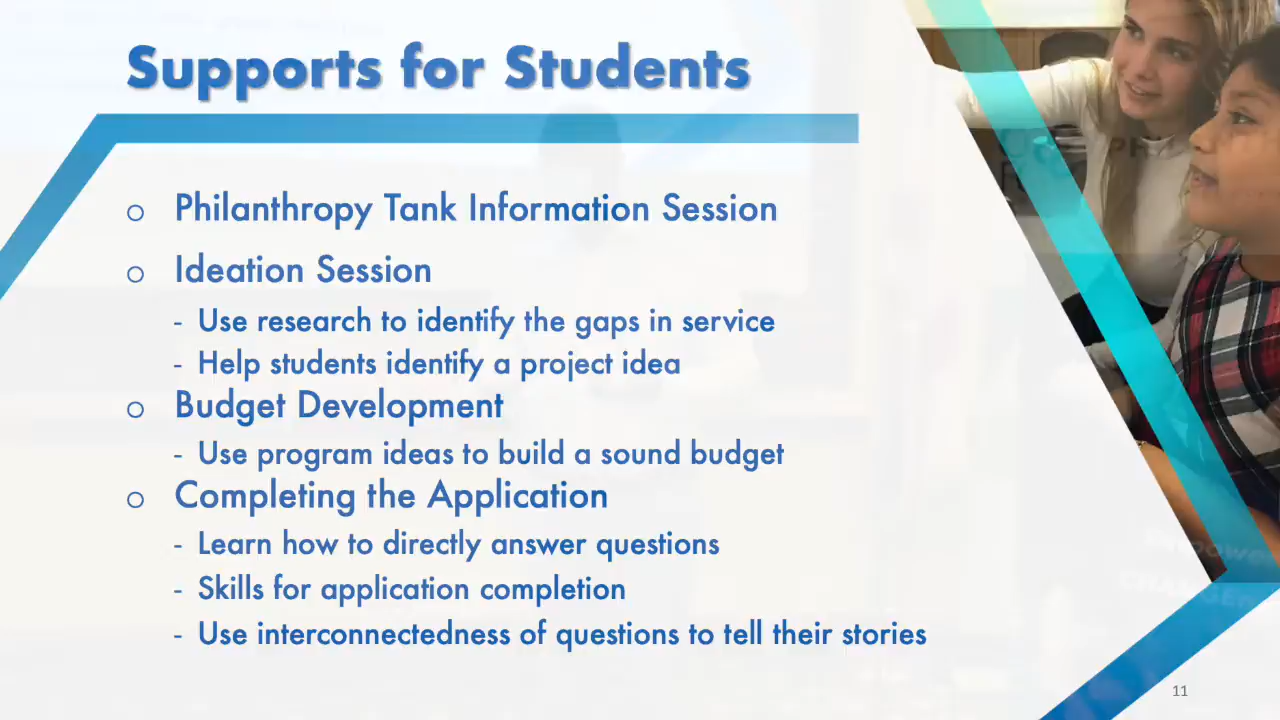 Supports for Students
o Philanthropy Tank Information Session
o Ideation Session
- Use research to identify the gaps in service
- Help students identify a project idea
o Budget Development
- Use program ideas to build a sound budget
o Completing the Application
- Learn how to directly answer questions
- Skills for application completion
- Use interconnectedness of questions to tell their stories
11